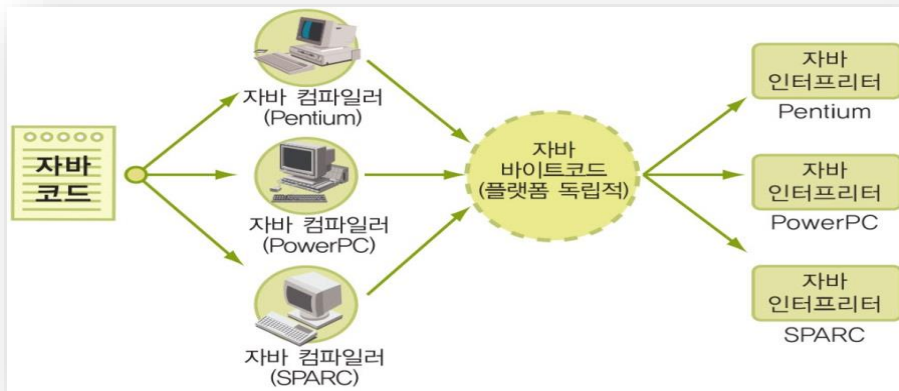 자바
코드
자바 컴파일러
(Pentium)
자바 컴파일러
(PowerPC)
자바 컴파일러
(SPARC)
자바
바이트코드
(플랫폼 독립적)
자바
인터프리터
Pentium
자바
인터프리터
PowerPC
자바
인터프리터
SPARC